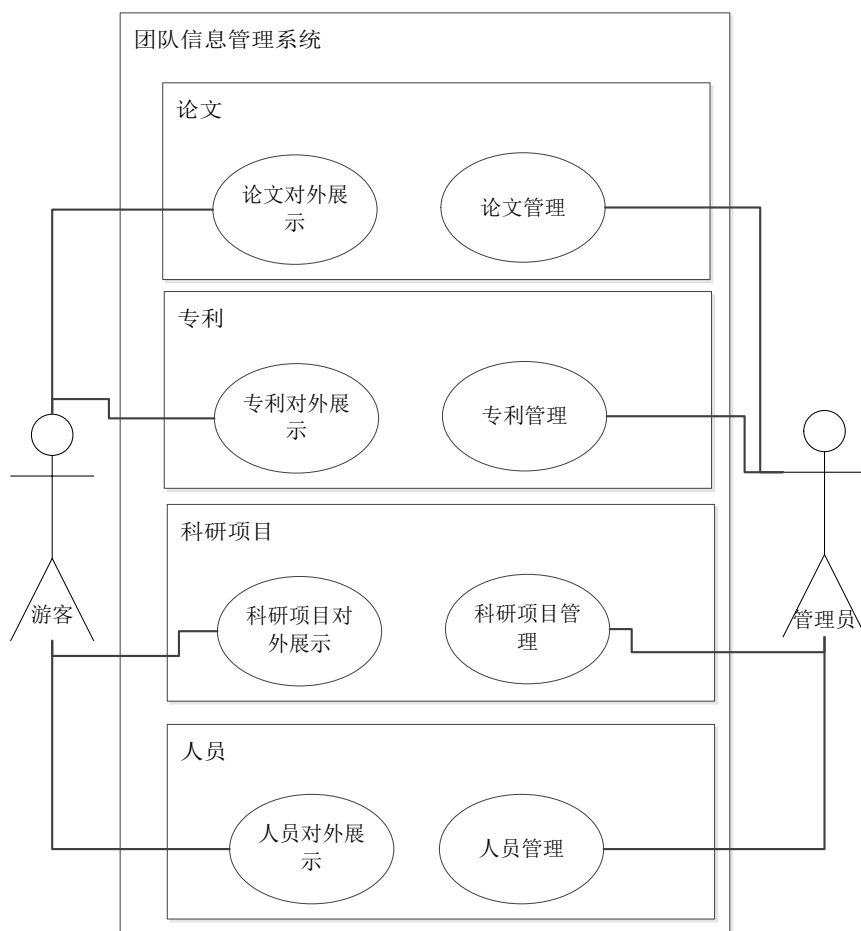 团队信息管理系统
论文
论文对外展
示
论文管理
专利
专利对外展
示
专利管理
科研项目
科研项目对
外展示
科研项目管
理
游客
管理员
人员
人员对外展
示
人员管理